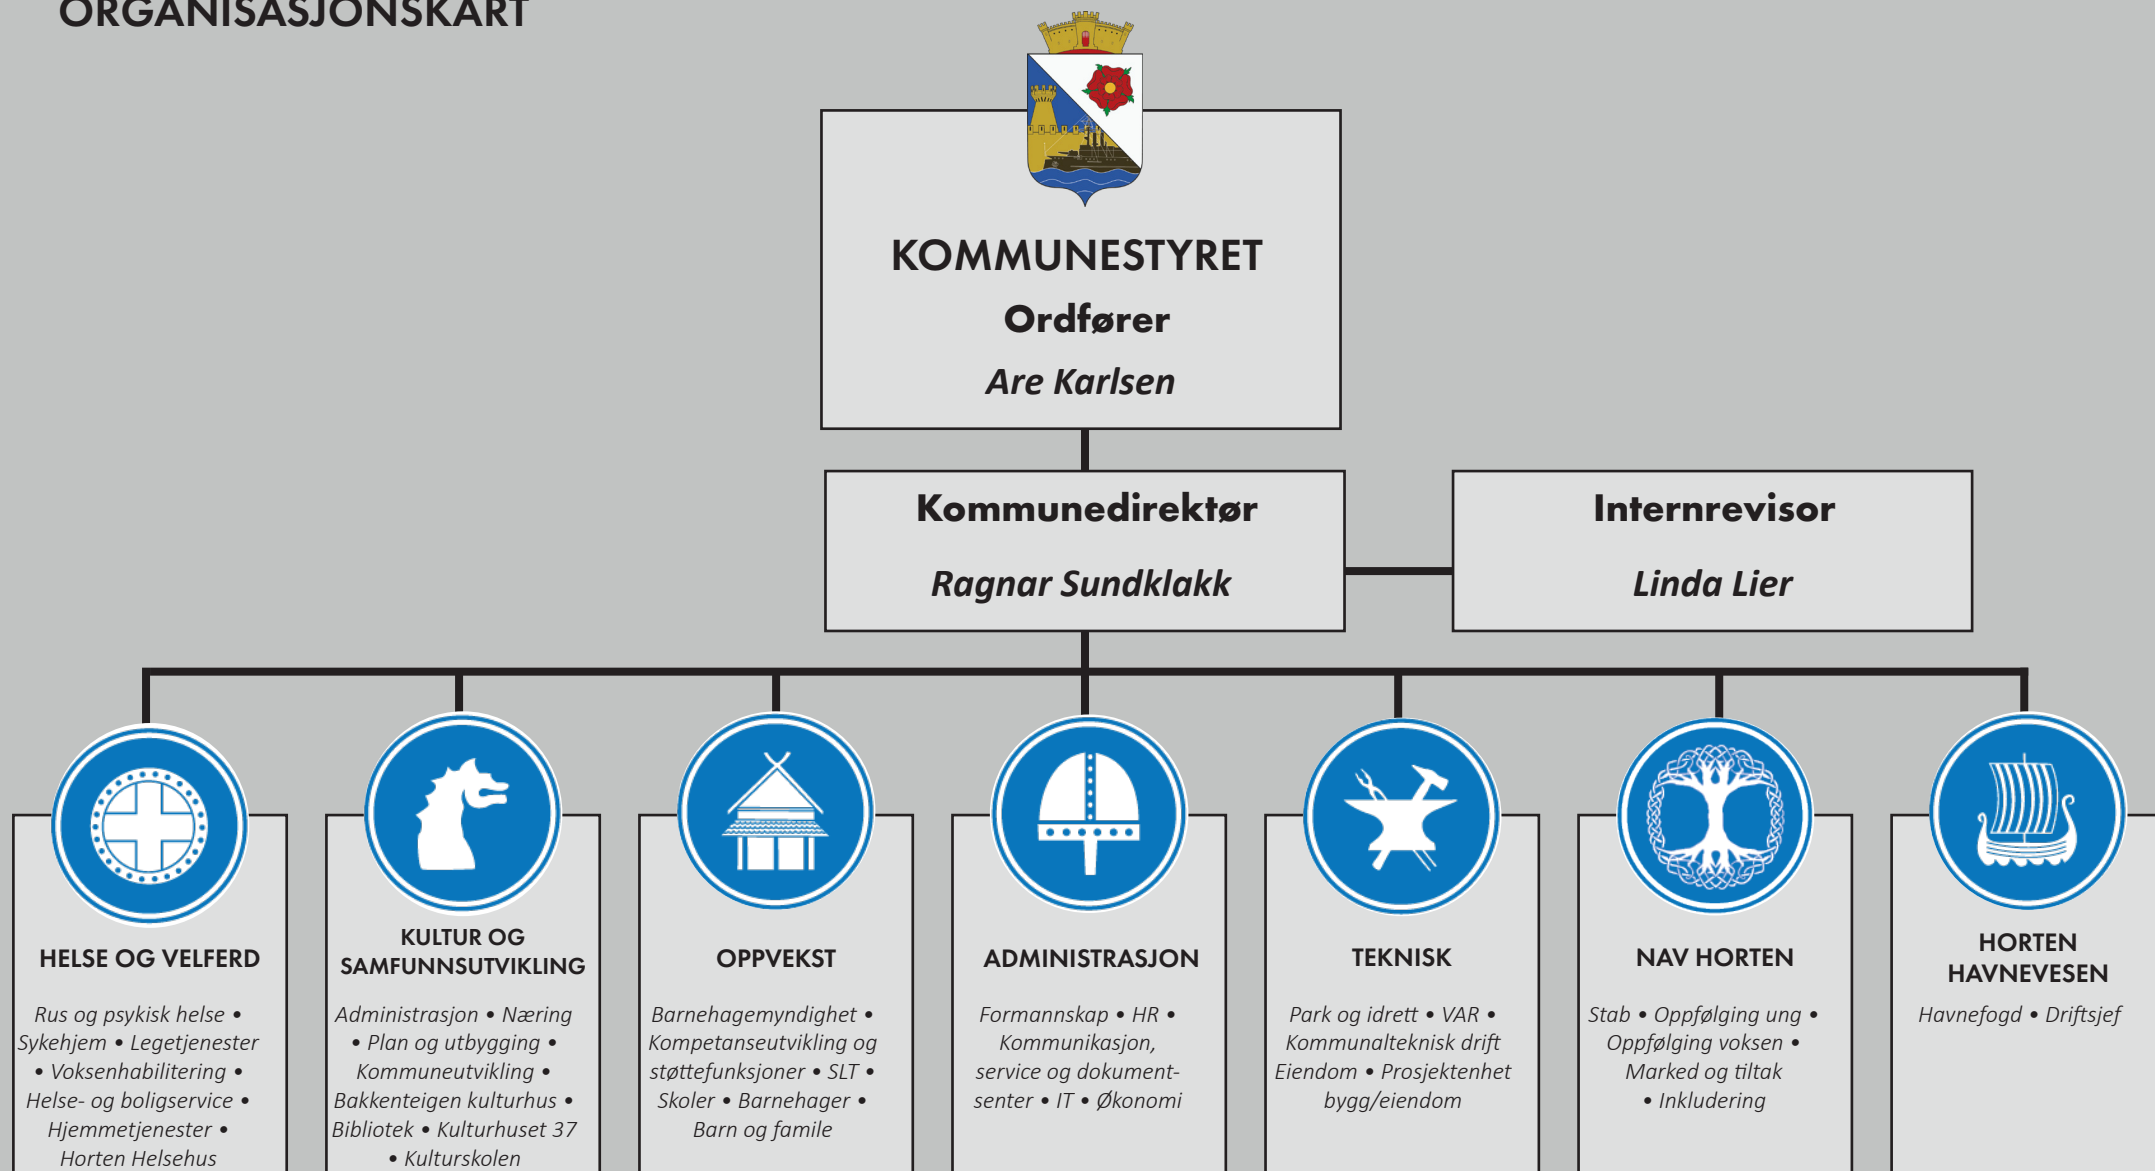 ORGANISASJONSKART
KOMMUNESTYRET
Ordfører
Are Karlsen
Kommunedirektør
Ragnar Sundklakk
Internrevisor
Linda Lier
HELSE OG VELFERD
Rus og psykisk helse •
Sykehjem • Legetjenester
• Voksenhabilitering •
Helse- og boligservice •
Hjemmetjenester •
Horten Helsehus
KULTUR OG
SAMFUNNSUTVIKLING
Administrasjon • Næring
• Plan og utbygging •
Kommuneutvikling •
Bakkenteigen kulturhus •
Bibliotek • Kulturhuset 37
• Kulturskolen
OPPVEKST
Barnehagemyndighet •
Kompetanseutvikling og
støttefunksjoner • SLT •
Skoler • Barnehager •
Barn og famile
ADMINISTRASJON
Formannskap • HR •
Kommunikasjon,
service og dokument-
senter • IT • Økonomi
TEKNISK
Park og idrett • VAR •
Kommunalteknisk drift
Eiendom • Prosjektenhet
bygg/eiendom
NAV HORTEN
Stab • Oppfølging ung •
Oppfølging voksen •
Marked og tiltak
• Inkludering
HORTEN
HAVNEVESEN
Havnefogd • Driftsjef